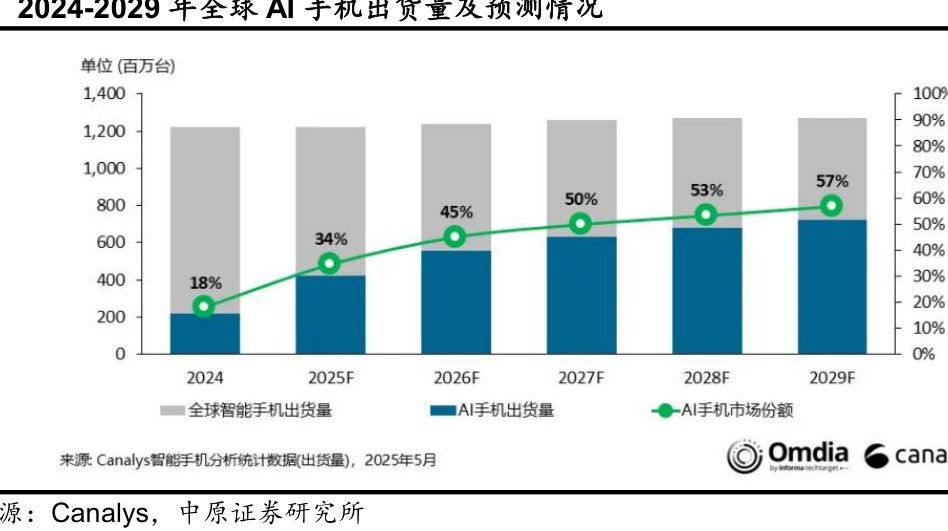 2024-2029 年全球 AI 手机出货量及预测情况
单位 (百万台)
1,400 100%
1,200 90%
80%
1,000 70%
800 60%
600 50%
40%
400 30%
200 20%
10%
0 0%
18% 34% 45% 50% 53% 57%
2024 2025F 2026F 2027F 2028F 2029F
全球智能手机出货量 AI手机出货量 AI手机市场份额
来源: Canalys智能手机分析统计数据(出货量)，2025年5月
Omdia
by informa techtarget
cana
源：Canalys，中原证券研究所